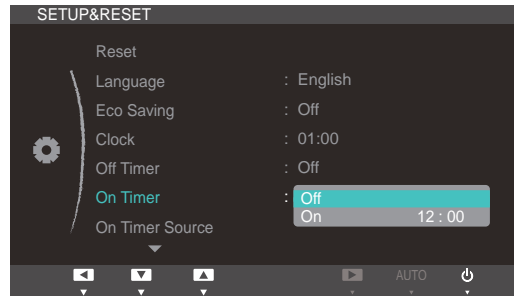 SETUP&RESET
Reset
Language : English
Eco Saving : Off
Clock : 01:00
Off Timer : Off
On Timer : Off
On 12 : 00
On Timer Source
AUTO